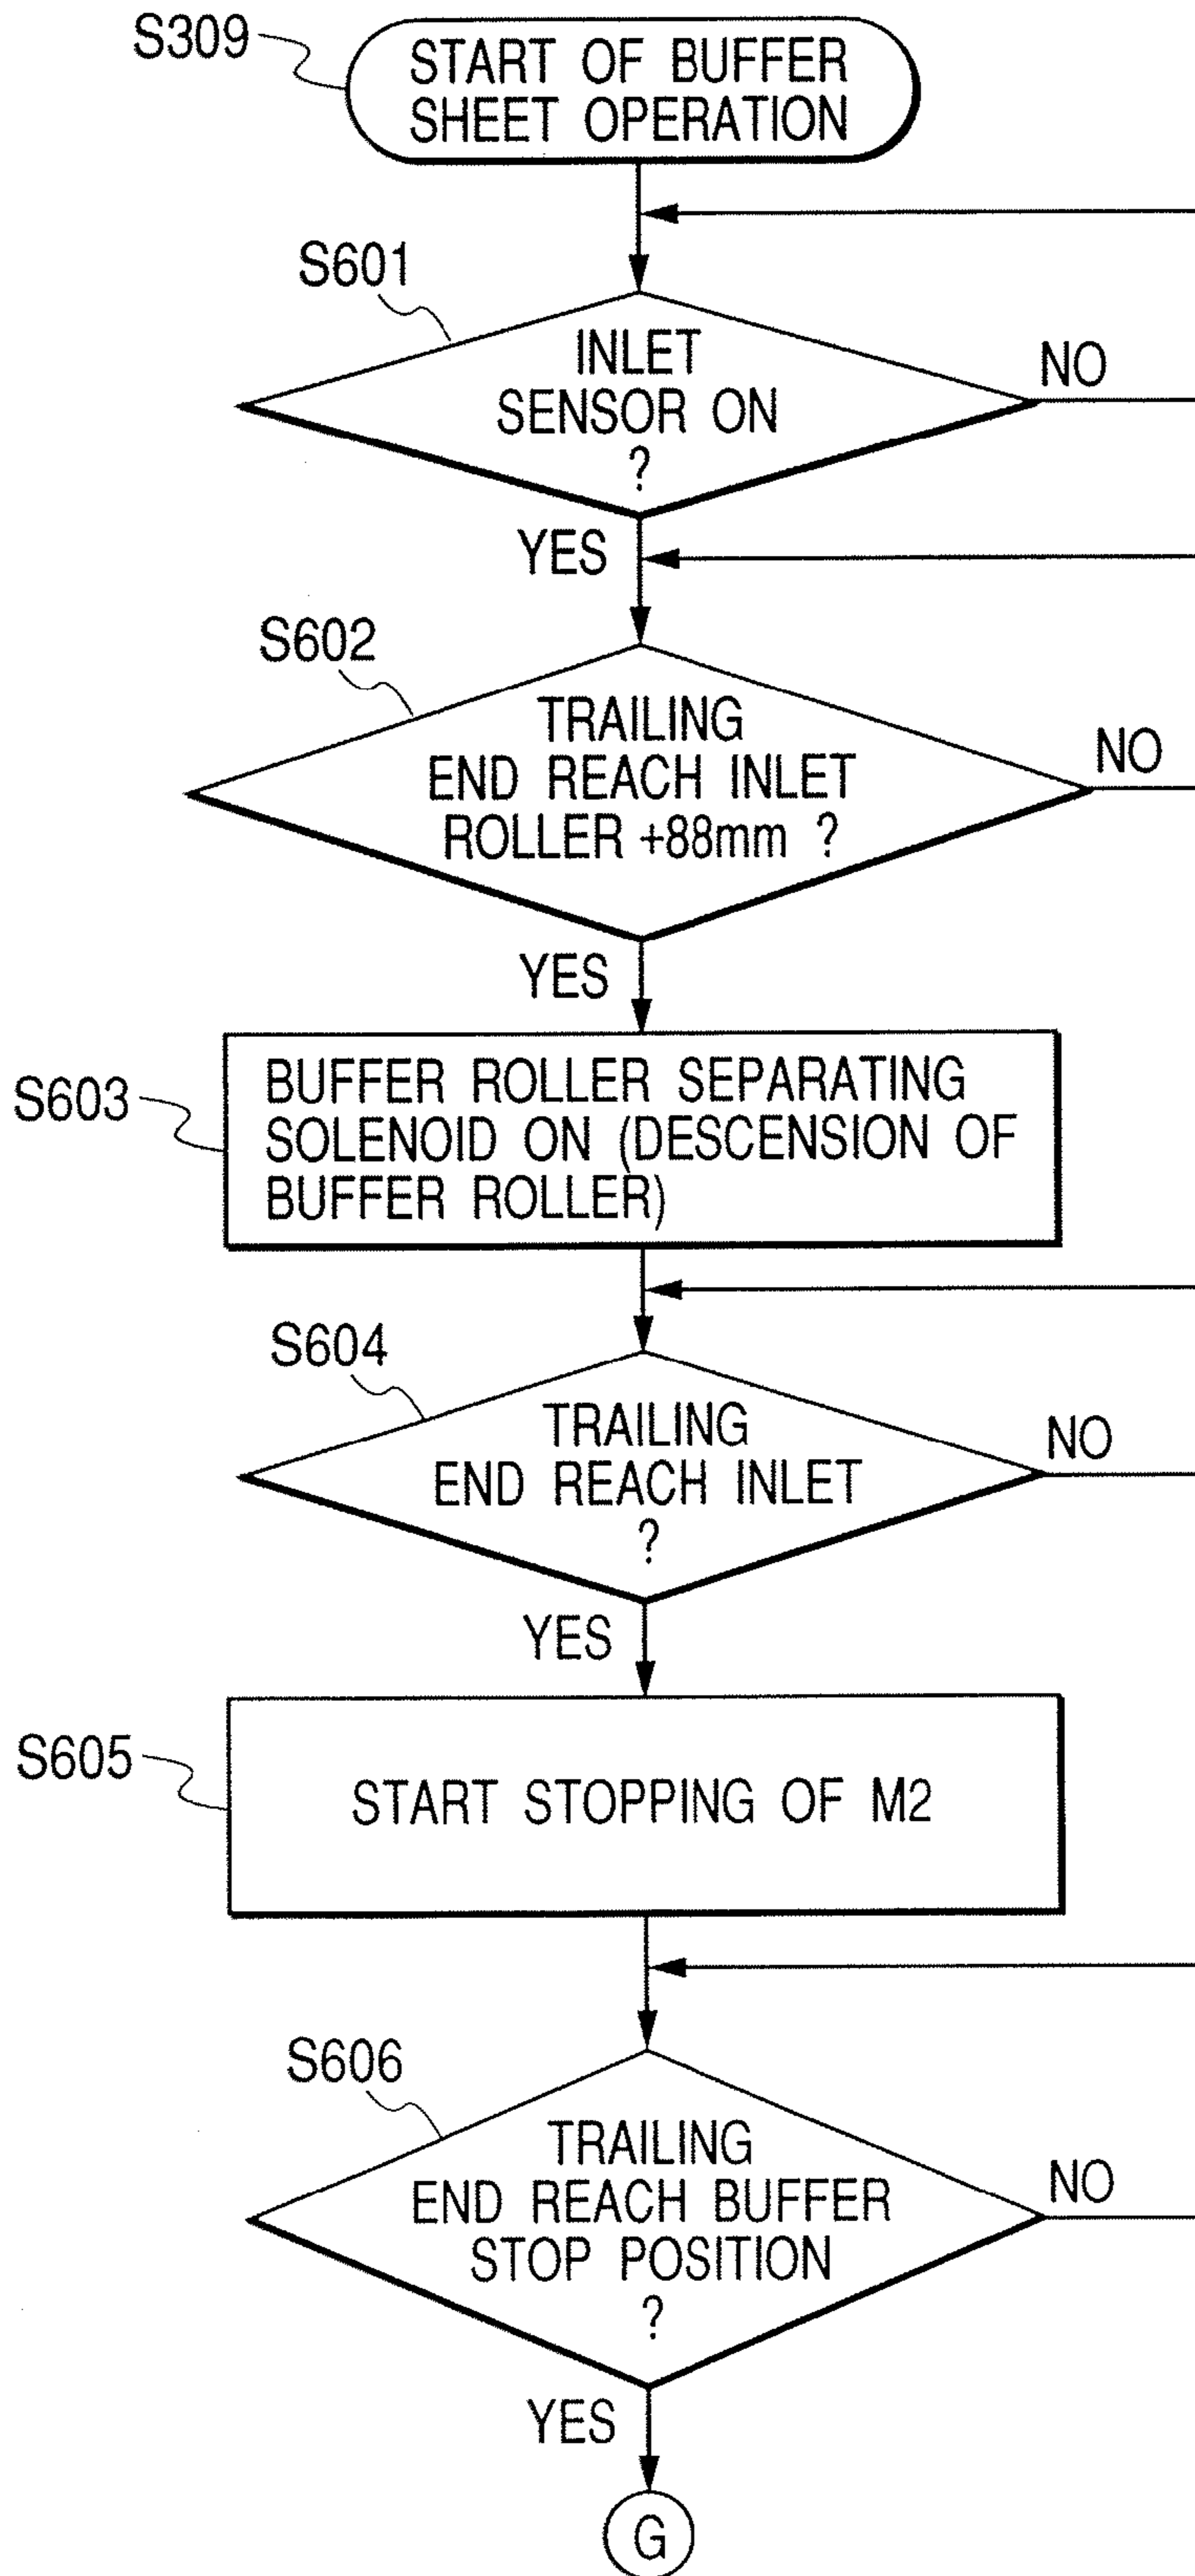 S309
START OF BUFFER
SHEET OPERATION
S601
INLET
SENSOR ON
?
NO
YES
S602
TRAILING
END REACH INLET
ROLLER +88mm ?
NO
YES
S603
BUFFER ROLLER SEPARATING
SOLENOID ON (DESCENSION OF
BUFFER ROLLER)
S604
TRAILING
END REACH INLET
?
NO
YES
S605
START STOPPING OF M2
S606
TRAILING
END REACH BUFFER
STOP POSITION
?
NO
YES
G